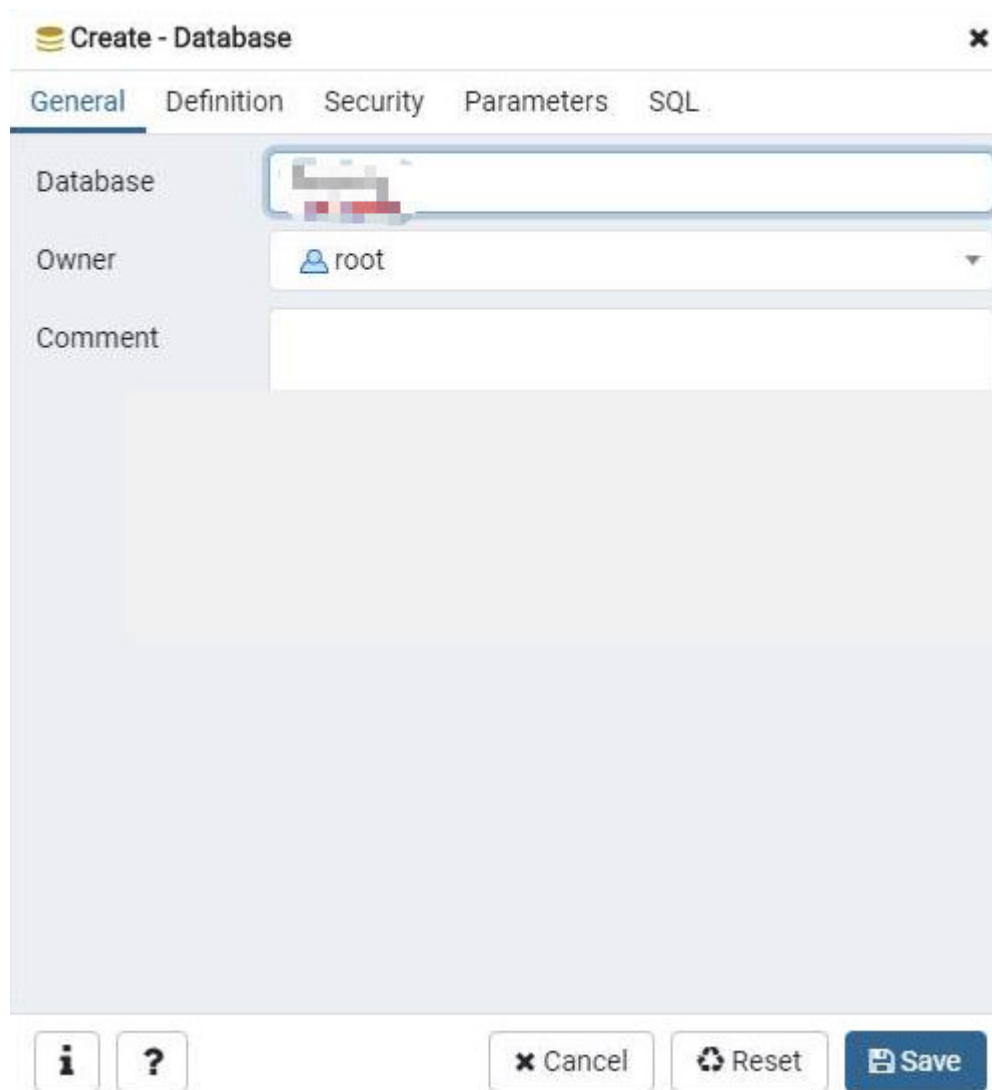 Create - Database
General Definition Security Parameters SQL
Database
Owner root
Comment
i ? Cancel Reset Save